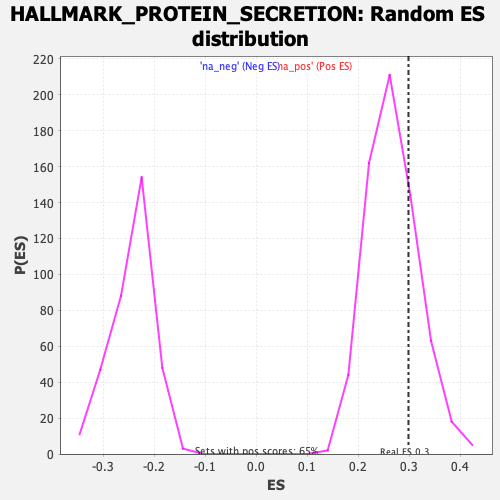 HALLMARK_PROTEIN_SECRETION: Random ES
distribution
'na_neg' (Neg ES) 'na_pos' (Pos ES)
220
200
180
160
140
120
100
80
60
40
20
0
P(ES)
Sets with pos scores: 65%
Real ES 0.3
-0.3 -0.2 -0.1 0.0 0.1 0.2 0.3 0.4
ES